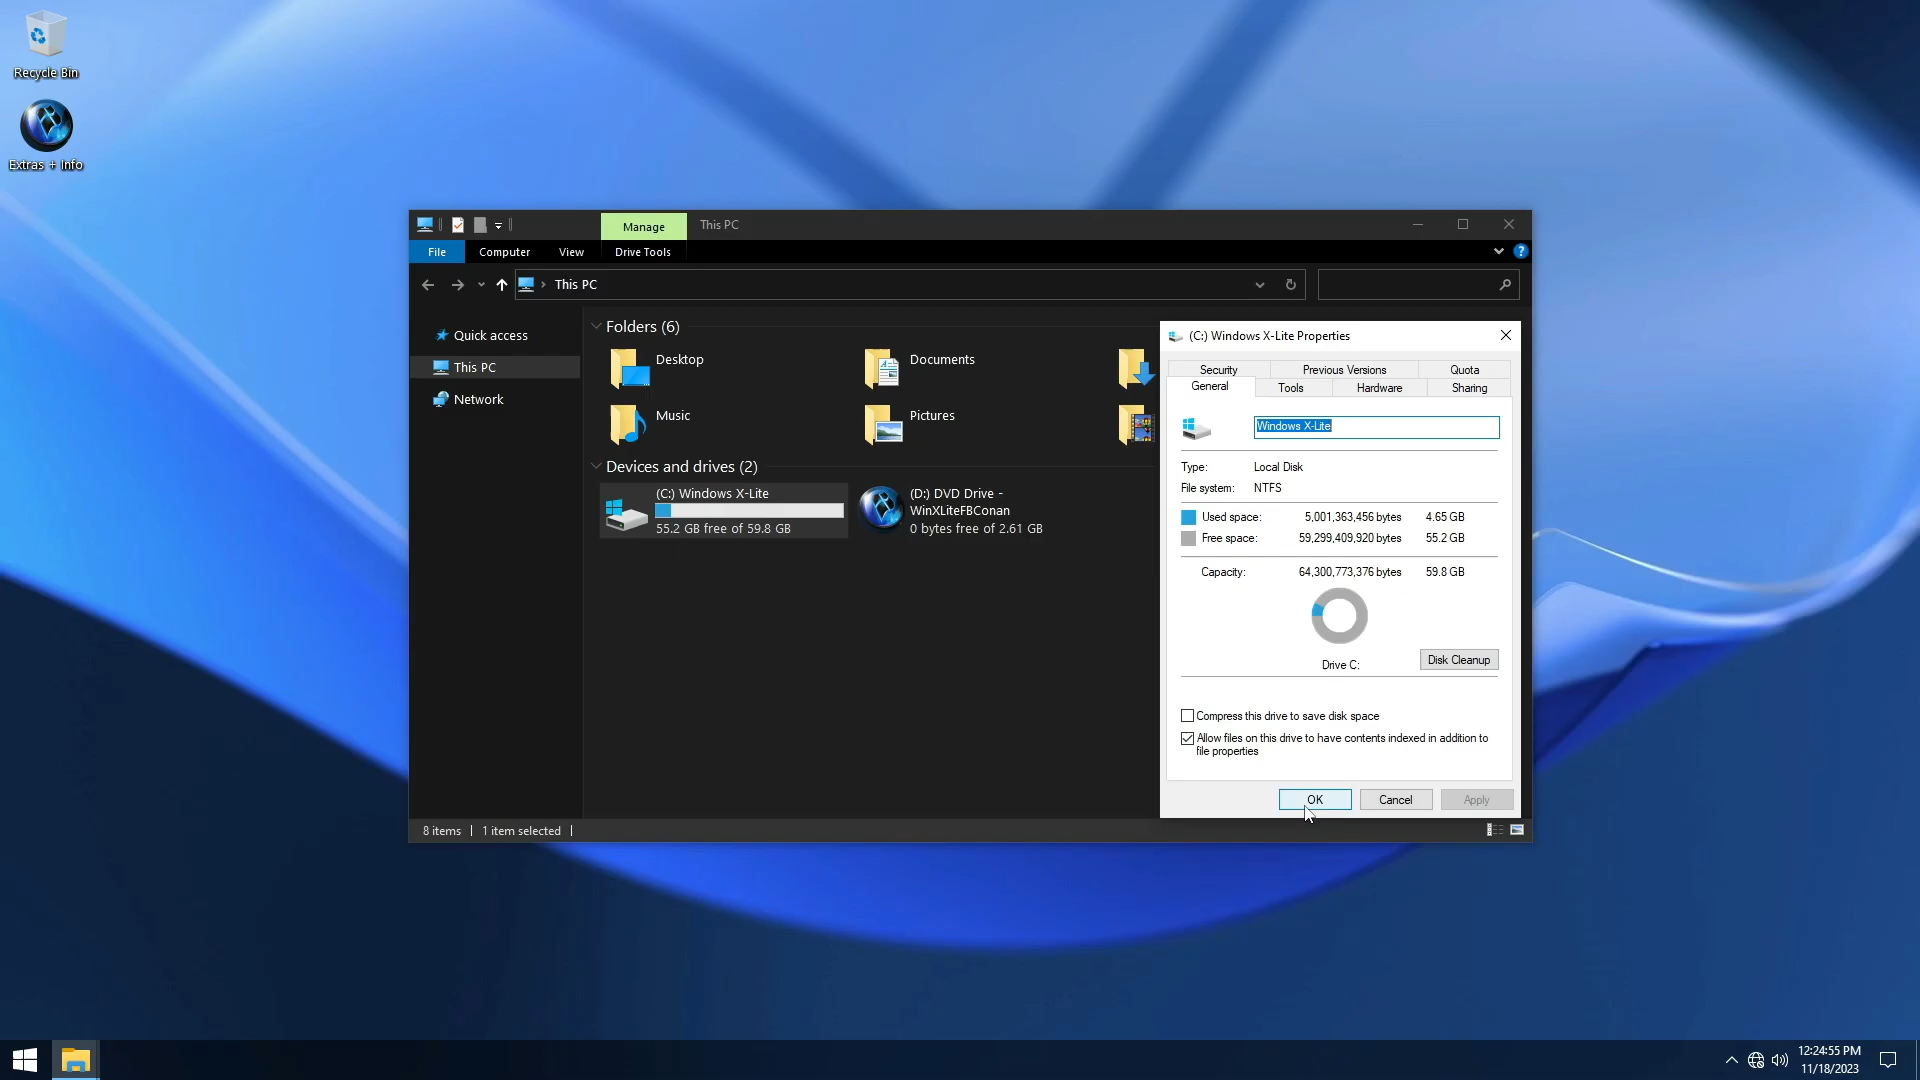 Recycle Bin
Extras + Info
Manage
This PC
File
Computer
View
Drive Tools
?
This PC
Quick access
This PC
Network
Folders (6)
Desktop
Documents
Music
Pictures
Devices and drives (2)
(C:) Windows X-Lite
55.2 GB free of 59.8 GB
(D:) DVD Drive -
WinXLiteFBConan
0 bytes free of 2.61 GB
8 items
1 item selected
(C:) Windows X-Lite Properties
Security
Previous Versions
Quota
General
Tools
Hardware
Sharing
Windows X-Lite
Type: Local Disk
File system: NTFS
Used space: 5,001,363,456 bytes 4.65 GB
Free space: 59,299,409,920 bytes 55.2 GB
Capacity: 64,300,773,376 bytes 59.8 GB
Drive C:
Disk Cleanup
Compress this drive to save disk space
Allow files on this drive to have contents indexed in addition to
file properties
OK
Cancel
Apply
12:24:55 PM
11/18/2023